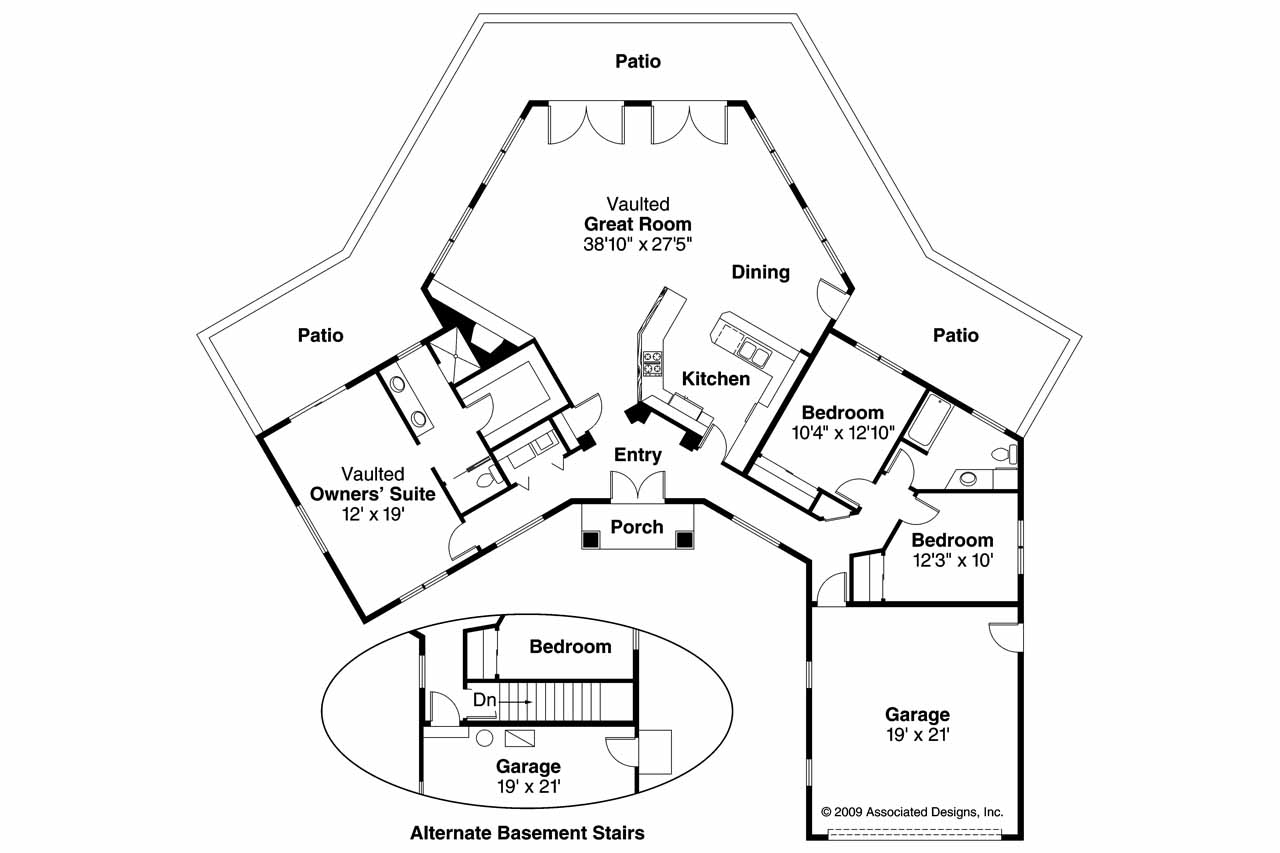 Patio
Vaulted
Great Room
38'10" x 27'5"
Dining
Patio
Patio
Kitchen
Bedroom
10'4" x 12'10"
Entry
Vaulted
Owners' Suite
12' x 19'
Porch
Bedroom
12'3" x 10'
Bedroom
Dn
Garage
19' x 21'
Garage
19' x 21'
© 2009 Associated Designs, Inc.
Alternate Basement Stairs